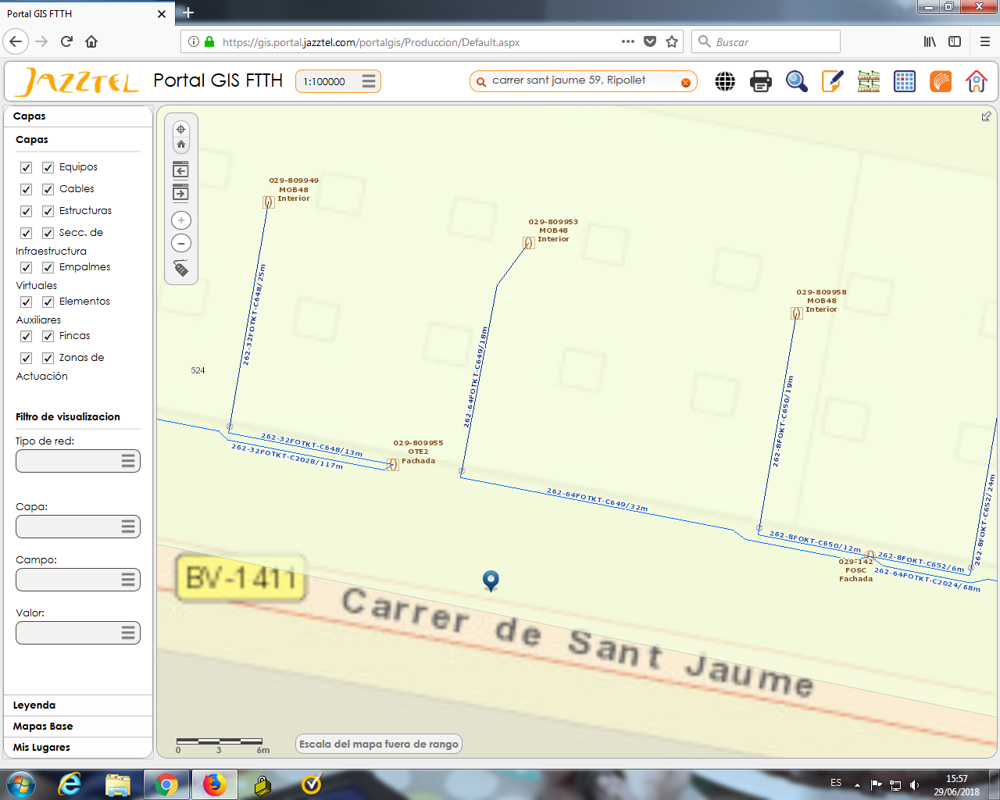 Portal GIS FTTH
https://gis.portal.jazztel.com/portalgis/Produccion/Default.aspx
Buscar
JAZZTEL
Portal GIS FTTH
1:100000
carrer sant jaume 59, Ripollet
Capas
Capas
Equipos
Cables
Estructuras
Secc. de
Infraestructura
Empalmes
Virtuales
Elementos
Auxiliares
Fincas
Zonas de
Actuación
Filtro de visualizacion
Tipo de red:
Capa:
Campo:
Valor:
Leyenda
Mapas Base
Mis Lugares
029-809949
MOB48
Interior
029-809953
MOB48
Interior
029-809958
MOB48
Interior
262-32FOTKT-C648/25m
262-64FOTKT-C649/18m
262-8FOKT-C650/19m
262-8FOKT-C652/24m
524
262-32FOTKT-C648/13m
262-32FOTKT-C2028/117m
029-809955
OTE2
Fachada
262-64FOTKT-C649/32m
262-8FOKT-C650/12m
262-8FOKT-C652/6m
262-64FOTKT-C2024/68m
029-142
FOSC
Fachada
BV-1411
Carrer de Sant Jaume
0 3 6m
Escala del mapa fuera de rango
ES
15:57
29/06/2018